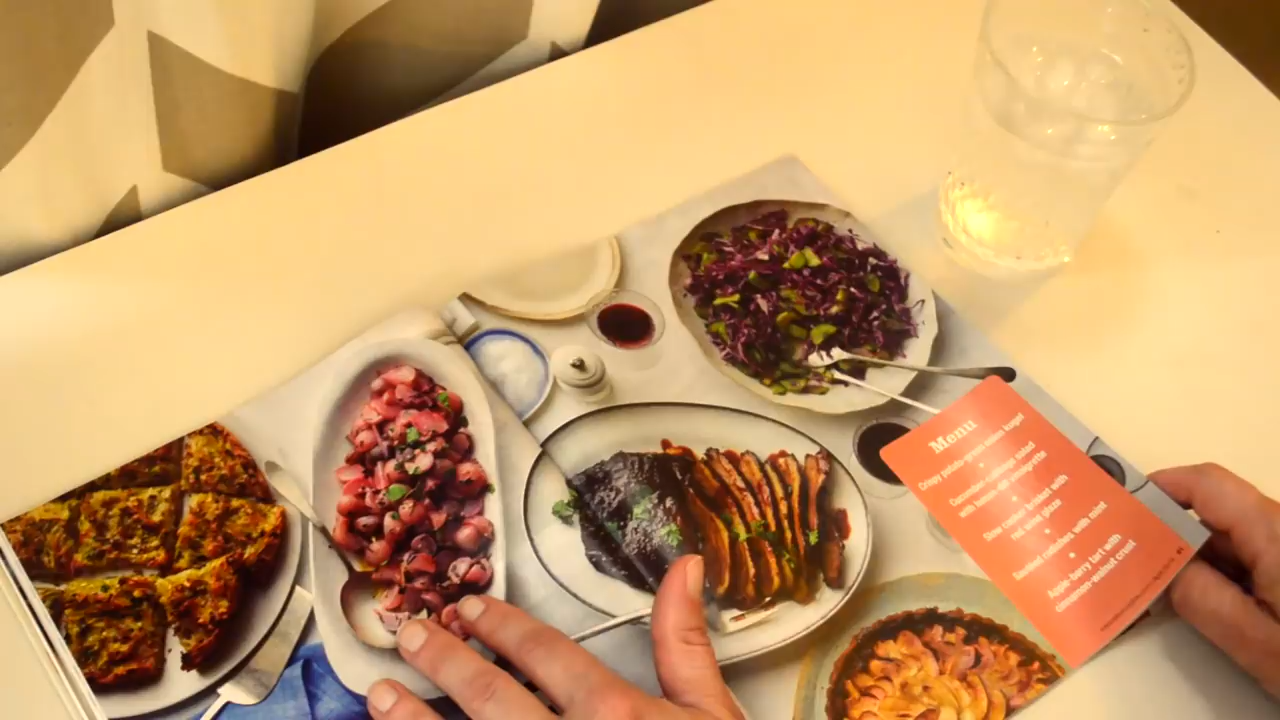 Menu
Crispy potato-green onion kugel
•
Cucumber-cabbage salad
with lemon-dill vinaigrette
•
Slow roasted brisket with
red wine glaze
•
Sautéed radishes with mint
•
Apple-berry tart with
cinnamon-walnut crust